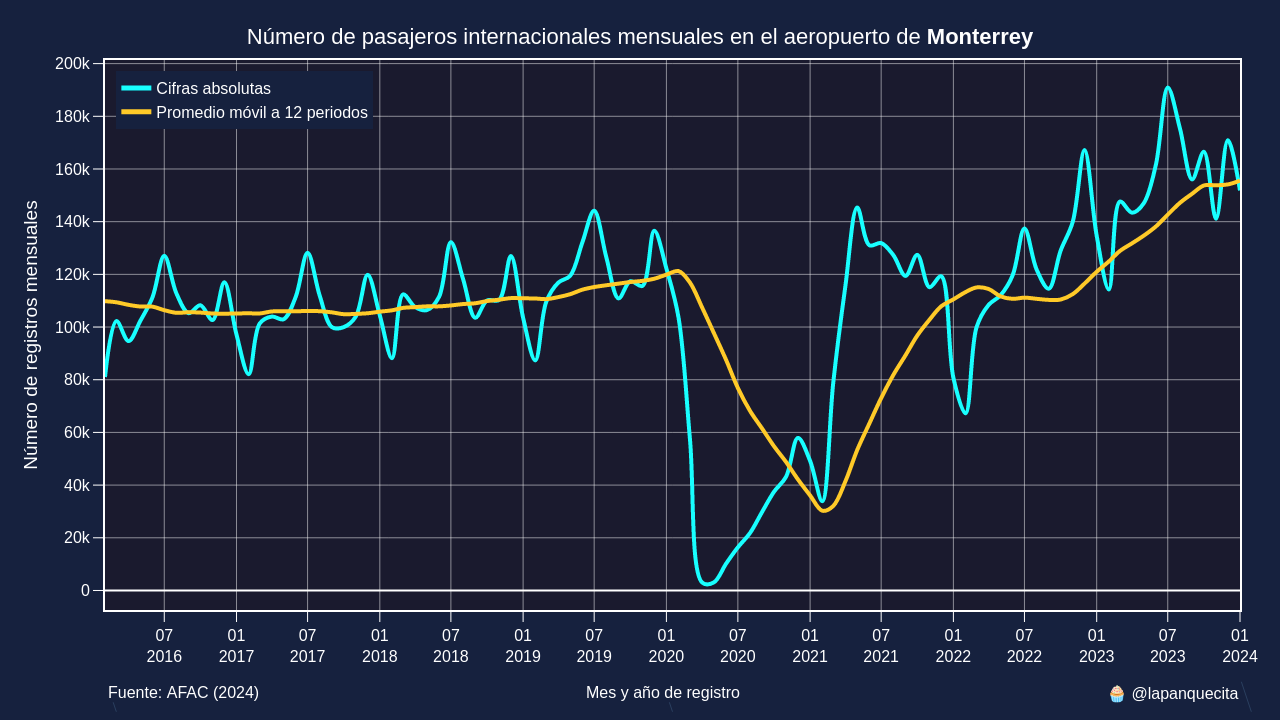 Número de pasajeros internacionales mensuales en el aeropuerto de Monterrey
Cifras absolutas
Promedio móvil a 12 periodos
Número de registros mensuales
200k
180k
160k
140k
120k
100k
80k
60k
40k
20k
0
07 01 07 01 07 01 07 01 07 01 07 01 07 01 07 01
2016 2017 2017 2018 2018 2019 2019 2020 2020 2021 2021 2022 2022 2023 2023 2024
Fuente: AFAC (2024) Mes y año de registro 🧁 @lapanquecita